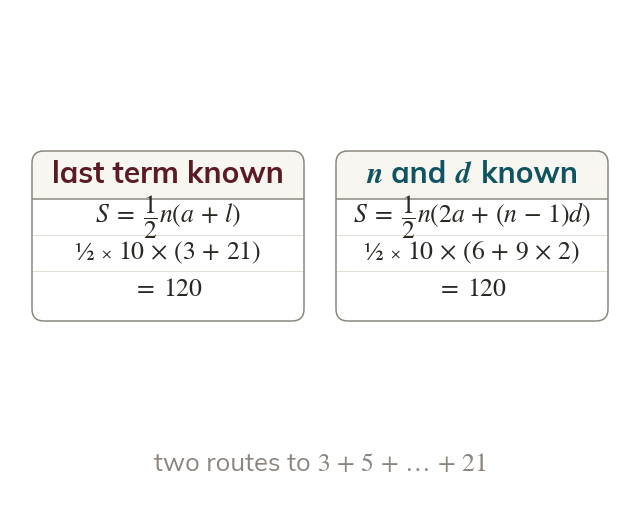 last term known
S = 1/2 n(a + l)
½ × 10 × (3 + 21)
= 120
n and d known
S = 1/2 n(2a + (n − 1)d)
½ × 10 × (6 + 9 × 2)
= 120
two routes to 3 + 5 + … + 21